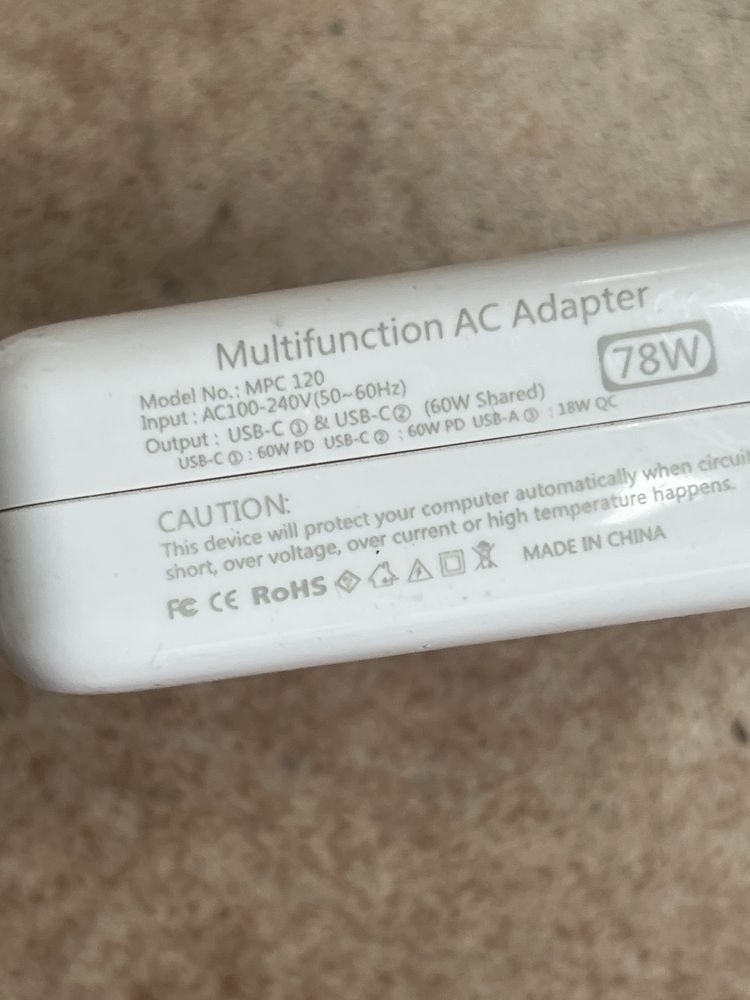 Multifunction AC Adapter
78W
Model No.: MPC 120
Input : AC100-240V(50~60Hz)
Output : USB-C ① & USB-C② (60W Shared)
USB-C ① : 60W PD USB-C ② : 60W PD USB-A ③ : 18W QC
CAUTION:
This device will protect your computer automatically when circuit
short, over voltage, over current or high temperature happens.
FC CE RoHS MADE IN CHINA